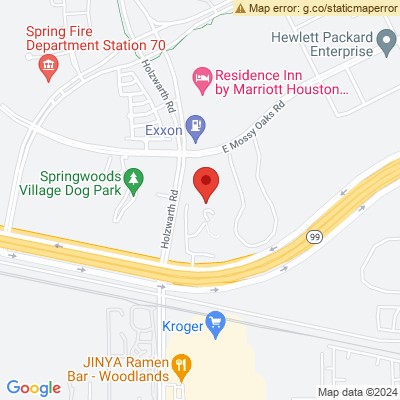 Map error: g.co/staticmaperror
Spring Fire
Department Station 70
Hewlett Packard
Enterprise
Holzwarth Rd
Residence Inn
by Marriott Houston...
Exxon
E Mossy Oaks Rd
Springwoods
Village Dog Park
Holzwarth Rd
99
Kroger
JINYA Ramen
Bar - Woodlands
Google
Map data ©2024